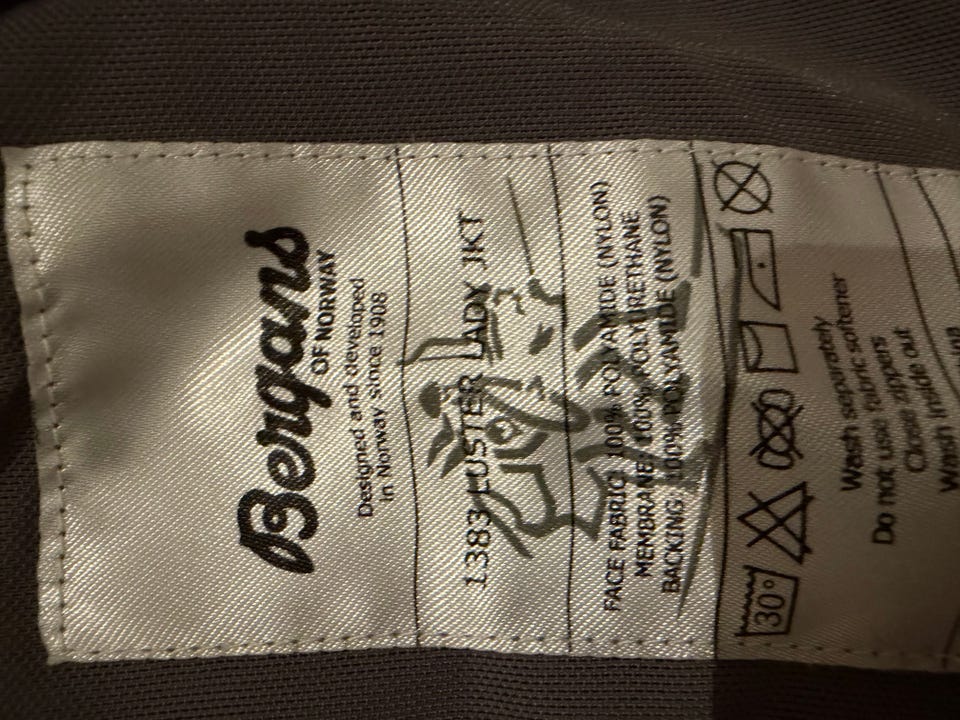 Bergans
OF NORWAY
Designed and developed
in Norway since 1908
1383 LUSTER LADY JKT
FACE FABRIC: 100% POLYAMIDE (NYLON)
MEMBRANE: 100% POLYURETHANE
BACKING: 100% POLYAMIDE (NYLON)
30°
Wash separately
Do not use fabric softener
Close zippers
Wash inside out